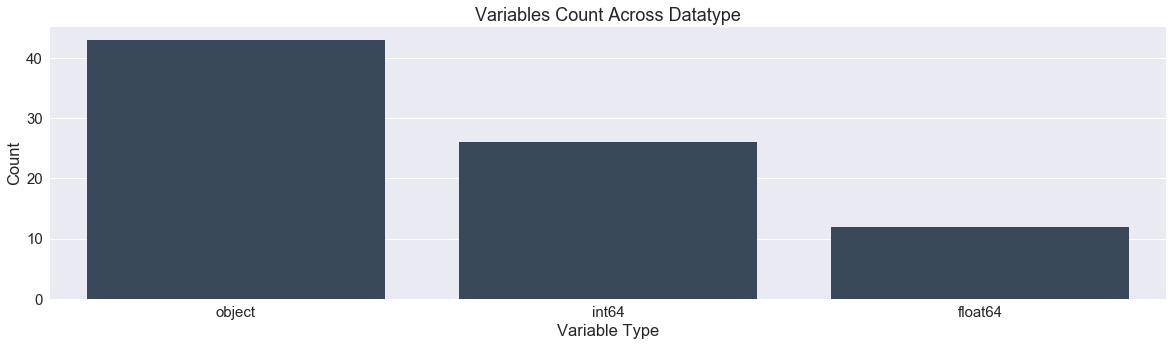 Variables Count Across Datatype
Count
40
30
20
10
0
object int64 float64
Variable Type